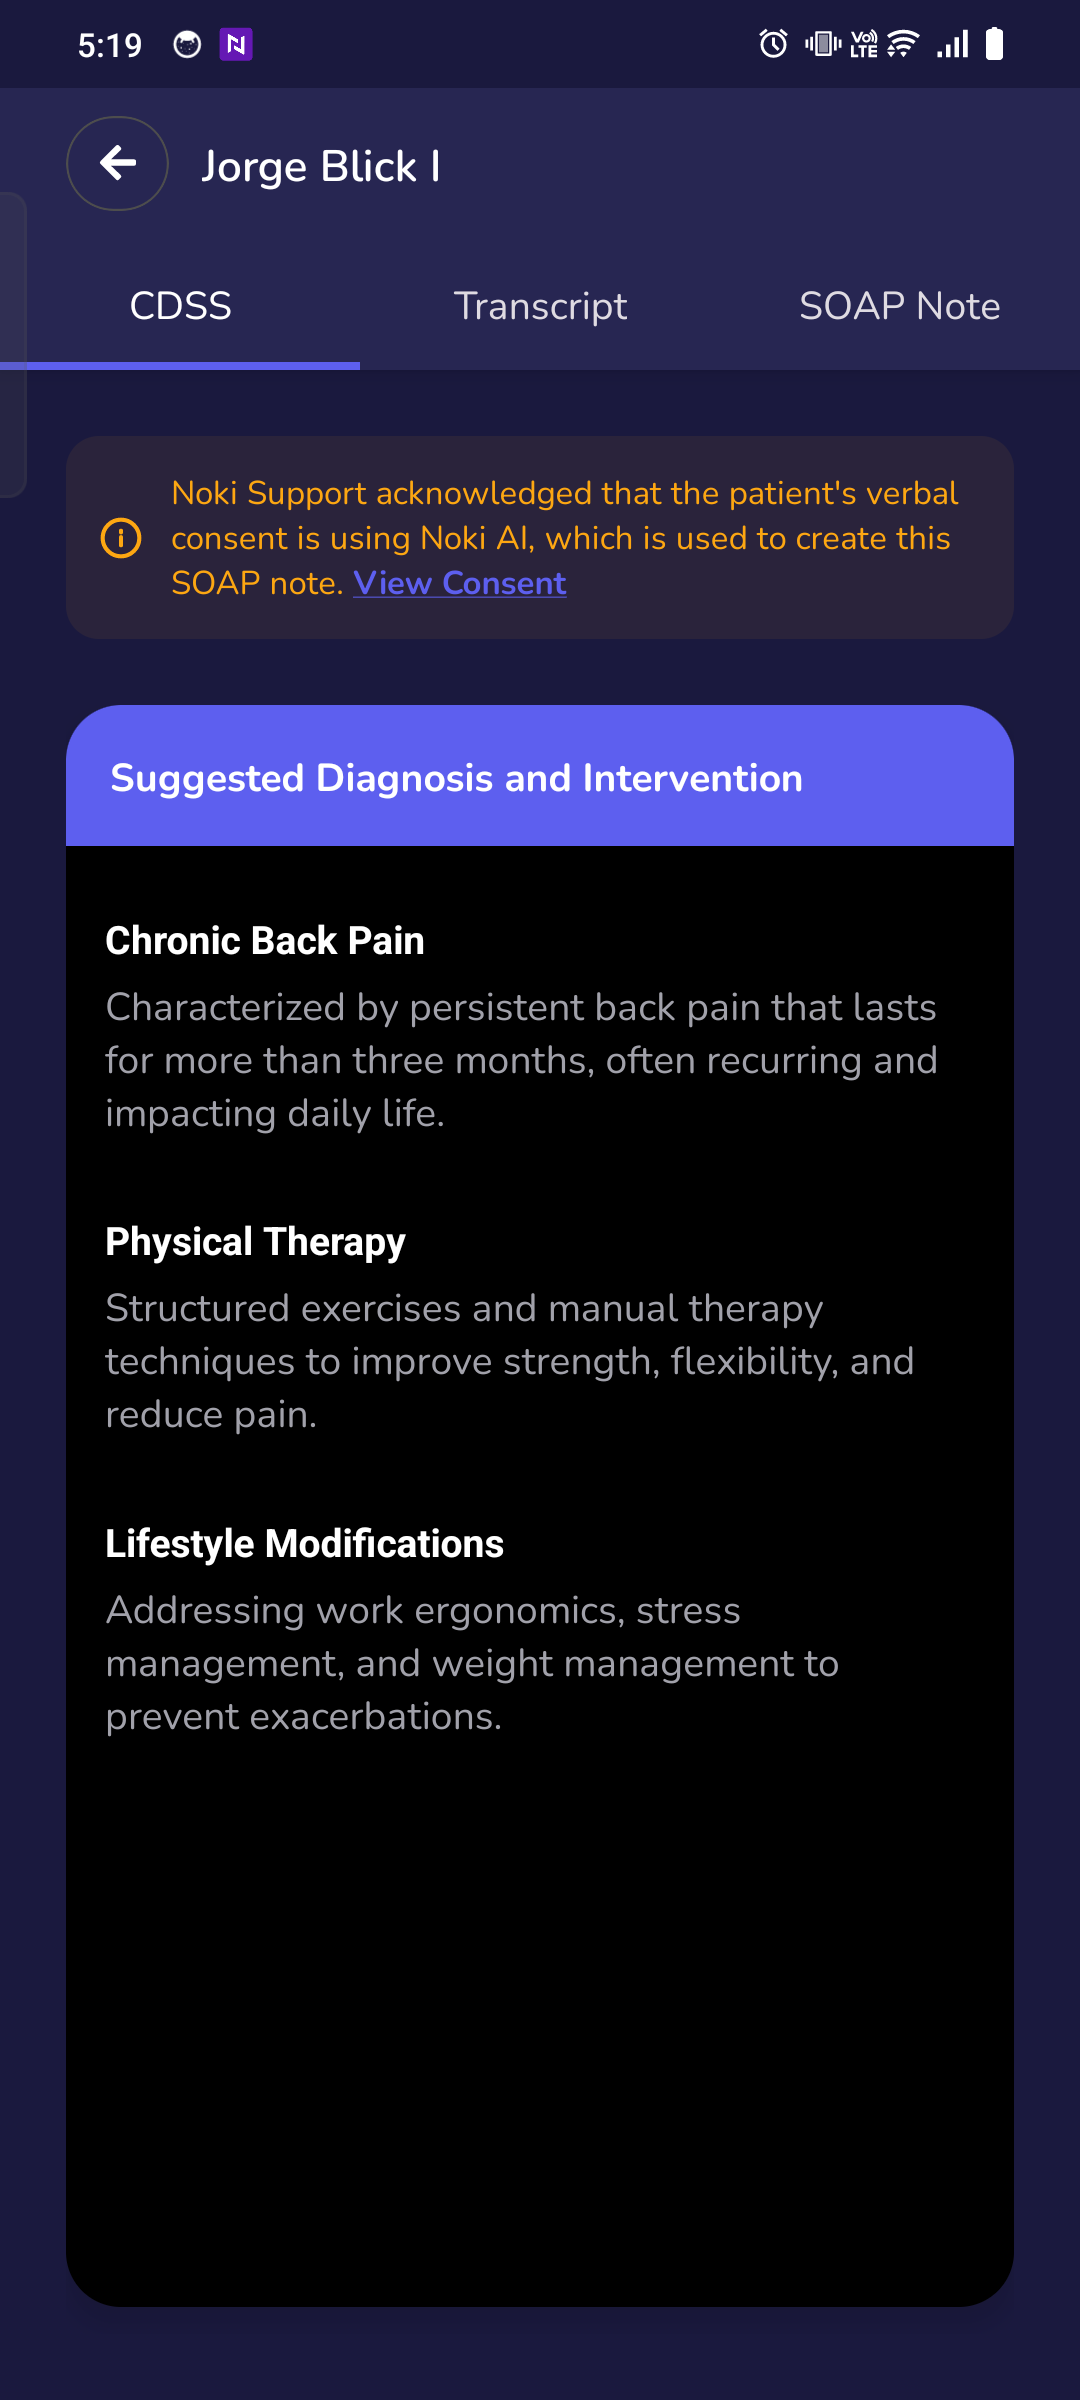 5:19
N
Vo)) LTE
Jorge Blick I
CDSS
Transcript
SOAP Note
Noki Support acknowledged that the patient's verbal
consent is using Noki AI, which is used to create this
SOAP note. View Consent
Suggested Diagnosis and Intervention
Chronic Back Pain
Characterized by persistent back pain that lasts
for more than three months, often recurring and
impacting daily life.
Physical Therapy
Structured exercises and manual therapy
techniques to improve strength, flexibility, and
reduce pain.
Lifestyle Modifications
Addressing work ergonomics, stress
management, and weight management to
prevent exacerbations.